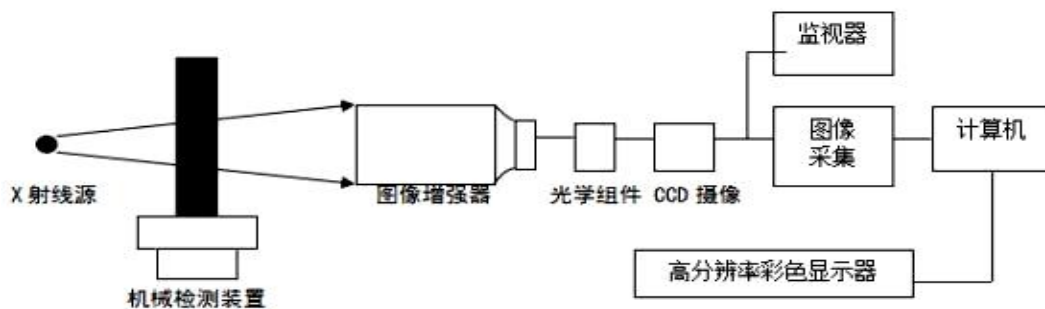 监视器
图像
采集
计算机
X 射线源
图像增强器
光学组件
CCD 摄像
高分辨率彩色显示器
机械检测装置